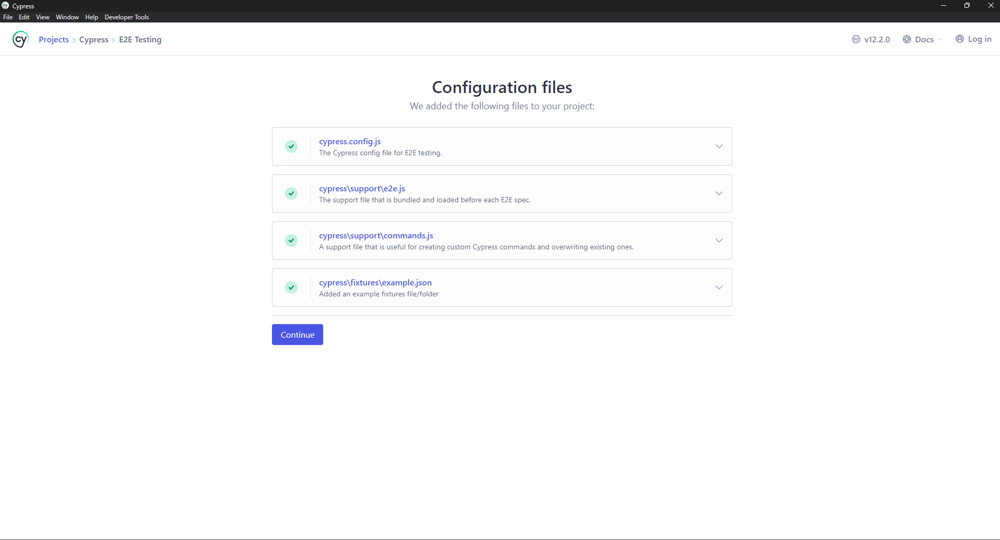 Cypress
File Edit View Window Help Developer Tools
cy Projects Cypress E2E Testing v12.2.0 Docs Log in
Configuration files
We added the following files to your project:
cypress.config.js
The Cypress config file for E2E testing.
cypress\support\e2e.js
The support file that is bundled and loaded before each E2E spec.
cypress\support\commands.js
A support file that is useful for creating custom Cypress commands and overwriting existing ones.
cypress\fixtures\example.json
Added an example fixtures file/folder
Continue